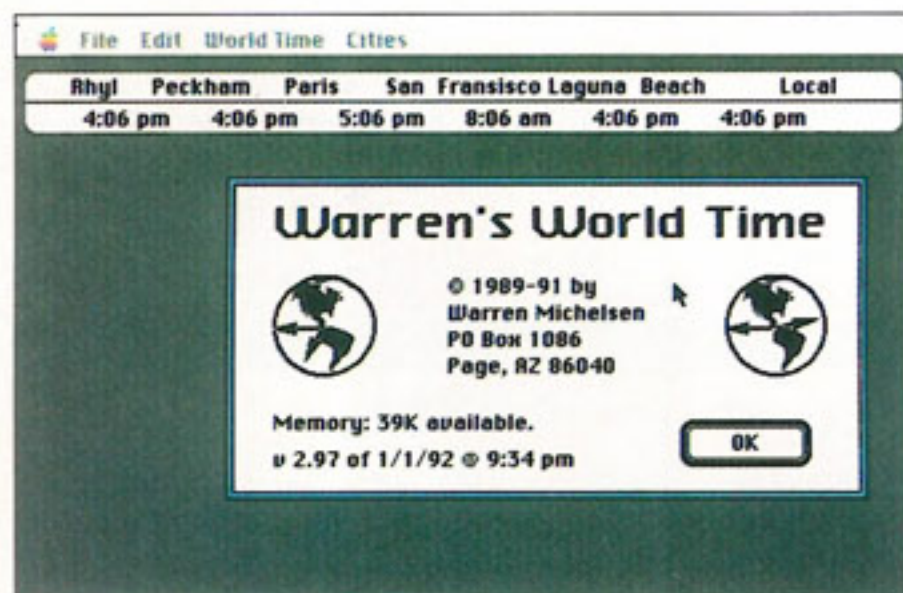 File Edit World Time Cities
Rhyl Peckham Paris San Fransisco Laguna Beach Local
4:06 pm 4:06 pm 5:06 pm 8:06 am 4:06 pm 4:06 pm
Warren's World Time
© 1989-91 by
Warren Michelsen
PO Box 1086
Page, AZ 86040
Memory: 39K available.
v 2.97 of 1/1/92 @ 9:34 pm
OK